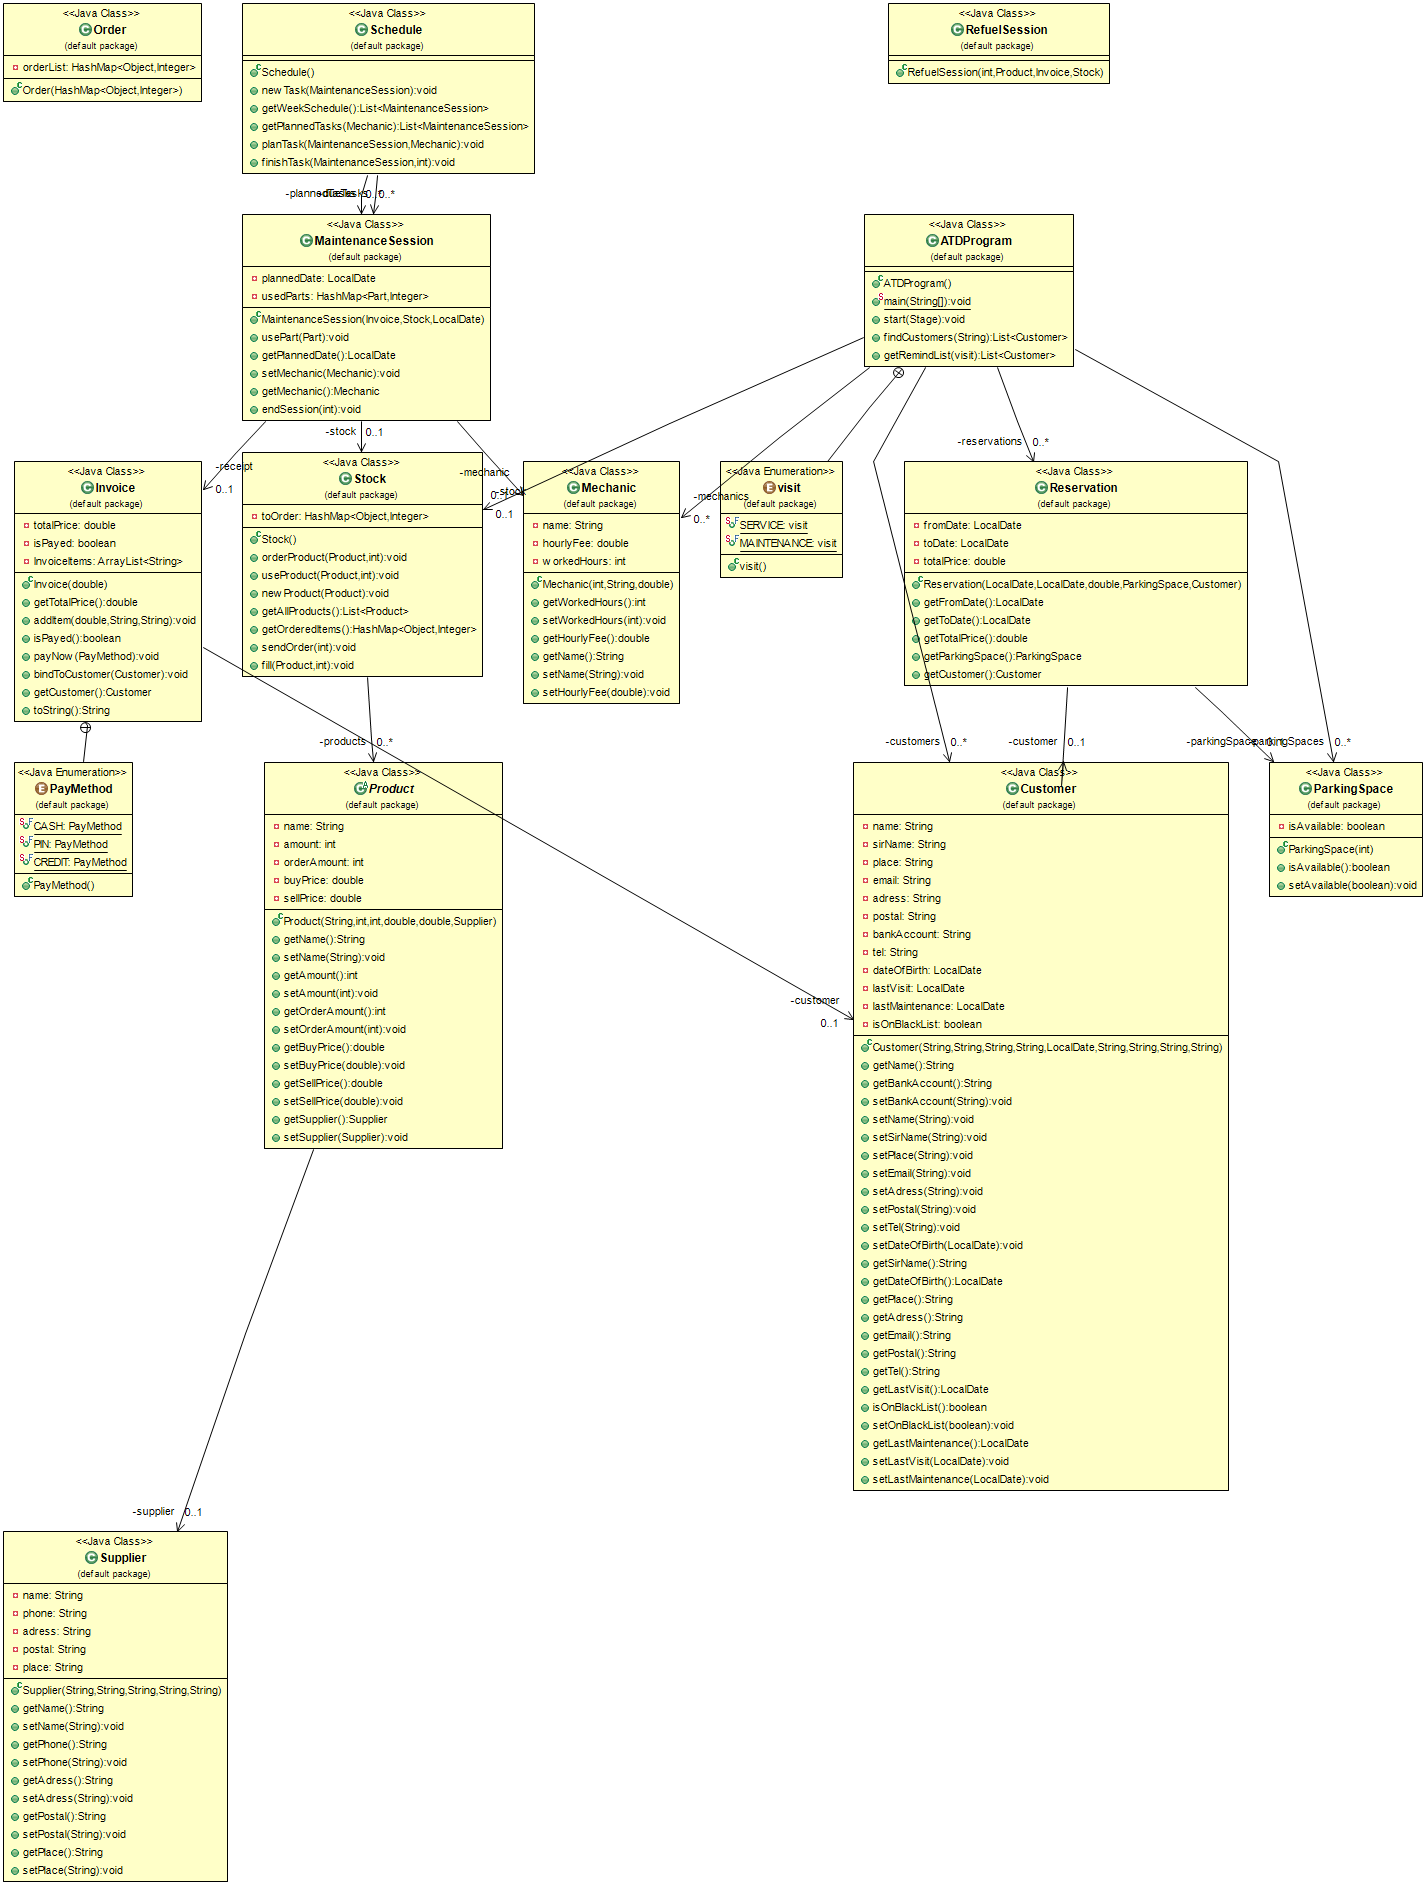 <<Java Class>>
Order
(default package)
orderList: HashMap<Object,Integer>
Order(HashMap<Object,Integer>)
<<Java Class>>
Schedule
(default package)
Schedule()
newTask(MaintenanceSession):void
getWeekSchedule():List<MaintenanceSession>
getPlannedTasks(Mechanic):List<MaintenanceSession>
planTask(MaintenanceSession,Mechanic):void
finishTask(MaintenanceSession,int):void
<<Java Class>>
RefuelSession
(default package)
RefuelSession(int,Product,Invoice,Stock)
0..*
<<Java Class>>
MaintenanceSession
(default package)
plannedDate: LocalDate
usedParts: HashMap<Part,Integer>
MaintenanceSession(Invoice,Stock,LocalDate)
usePart(Part):void
getPlannedDate():LocalDate
setMechanic(Mechanic):void
getMechanic():Mechanic
endSession(int):void
<<Java Class>>
ATDProgram
(default package)
ATDProgram()
main(String[]):void
start(Stage):void
findCustomers(String):List<Customer>
getRemindList(visit):List<Customer>
-receipt
0..1
-stock
0..1
-mechanic
-stock
0..1
-mechanics
0..*
-reservations
0..*
<<Java Class>>
Invoice
(default package)
totalPrice: double
isPayed: boolean
InvoiceItems: ArrayList<String>
Invoice(double)
getTotalPrice():double
addItem(double,String,String):void
isPayed():boolean
payNow(PayMethod):void
bindToCustomer(Customer):void
getCustomer():Customer
toString():String
<<Java Class>>
Stock
(default package)
toOrder: HashMap<Object,Integer>
Stock()
orderProduct(Product,int):void
useProduct(Product,int):void
newProduct(Product):void
getAllProducts():List<Product>
getOrderedItems():HashMap<Object,Integer>
sendOrder(int):void
fill(Product,int):void
<<Java Class>>
Mechanic
(default package)
name: String
hourlyFee: double
workedHours: int
Mechanic(int,String,double)
getWorkedHours():int
setWorkedHours(int):void
getHourlyFee():double
getName():String
setName(String):void
setHourlyFee(double):void
<<Java Enumeration>>
visit
(default package)
SERVICE: visit
MAINTENANCE: visit
visit()
<<Java Class>>
Reservation
(default package)
fromDate: LocalDate
toDate: LocalDate
totalPrice: double
Reservation(LocalDate,LocalDate,double,ParkingSpace,Customer)
getFromDate():LocalDate
getToDate():LocalDate
getTotalPrice():double
getParkingSpace():ParkingSpace
getCustomer():Customer
-products
0..*
-customers
0..*
-customer
0..1
-parkingSpace
-parkingSpaces
0..*
<<Java Enumeration>>
PayMethod
(default package)
CASH: PayMethod
PIN: PayMethod
CREDIT: PayMethod
PayMethod()
<<Java Class>>
Product
(default package)
name: String
amount: int
orderAmount: int
buyPrice: double
sellPrice: double
Product(String,int,int,double,double,Supplier)
getName():String
setName(String):void
getAmount():int
setAmount(int):void
getOrderAmount():int
setOrderAmount(int):void
getBuyPrice():double
setBuyPrice(double):void
getSellPrice():double
setSellPrice(double):void
getSupplier():Supplier
setSupplier(Supplier):void
-customer
0..1
<<Java Class>>
Customer
(default package)
name: String
sirName: String
place: String
email: String
adress: String
postal: String
bankAccount: String
tel: String
dateOfBirth: LocalDate
lastVisit: LocalDate
lastMaintenance: LocalDate
isOnBlackList: boolean
Customer(String,String,String,String,LocalDate,String,String,String,String)
getName():String
getBankAccount():String
setBankAccount(String):void
setName(String):void
setSirName(String):void
setPlace(String):void
setEmail(String):void
setAdress(String):void
setPostal(String):void
setTel(String):void
setDateOfBirth(LocalDate):void
getSirName():String
getDateOfBirth():LocalDate
getPlace():String
getAdress():String
getEmail():String
getPostal():String
getTel():String
getLastVisit():LocalDate
isOnBlackList():boolean
setOnBlackList(boolean):void
getLastMaintenance():LocalDate
setLastVisit(LocalDate):void
setLastMaintenance(LocalDate):void
<<Java Class>>
ParkingSpace
(default package)
isAvailable: boolean
ParkingSpace(int)
isAvailable():boolean
setAvailable(boolean):void
-supplier
0..1
<<Java Class>>
Supplier
(default package)
name: String
phone: String
adress: String
postal: String
place: String
Supplier(String,String,String,String,String)
getName():String
setName(String):void
getPhone():String
setPhone(String):void
getAdress():String
setAdress(String):void
getPostal():String
setPostal(String):void
getPlace():String
setPlace(String):void